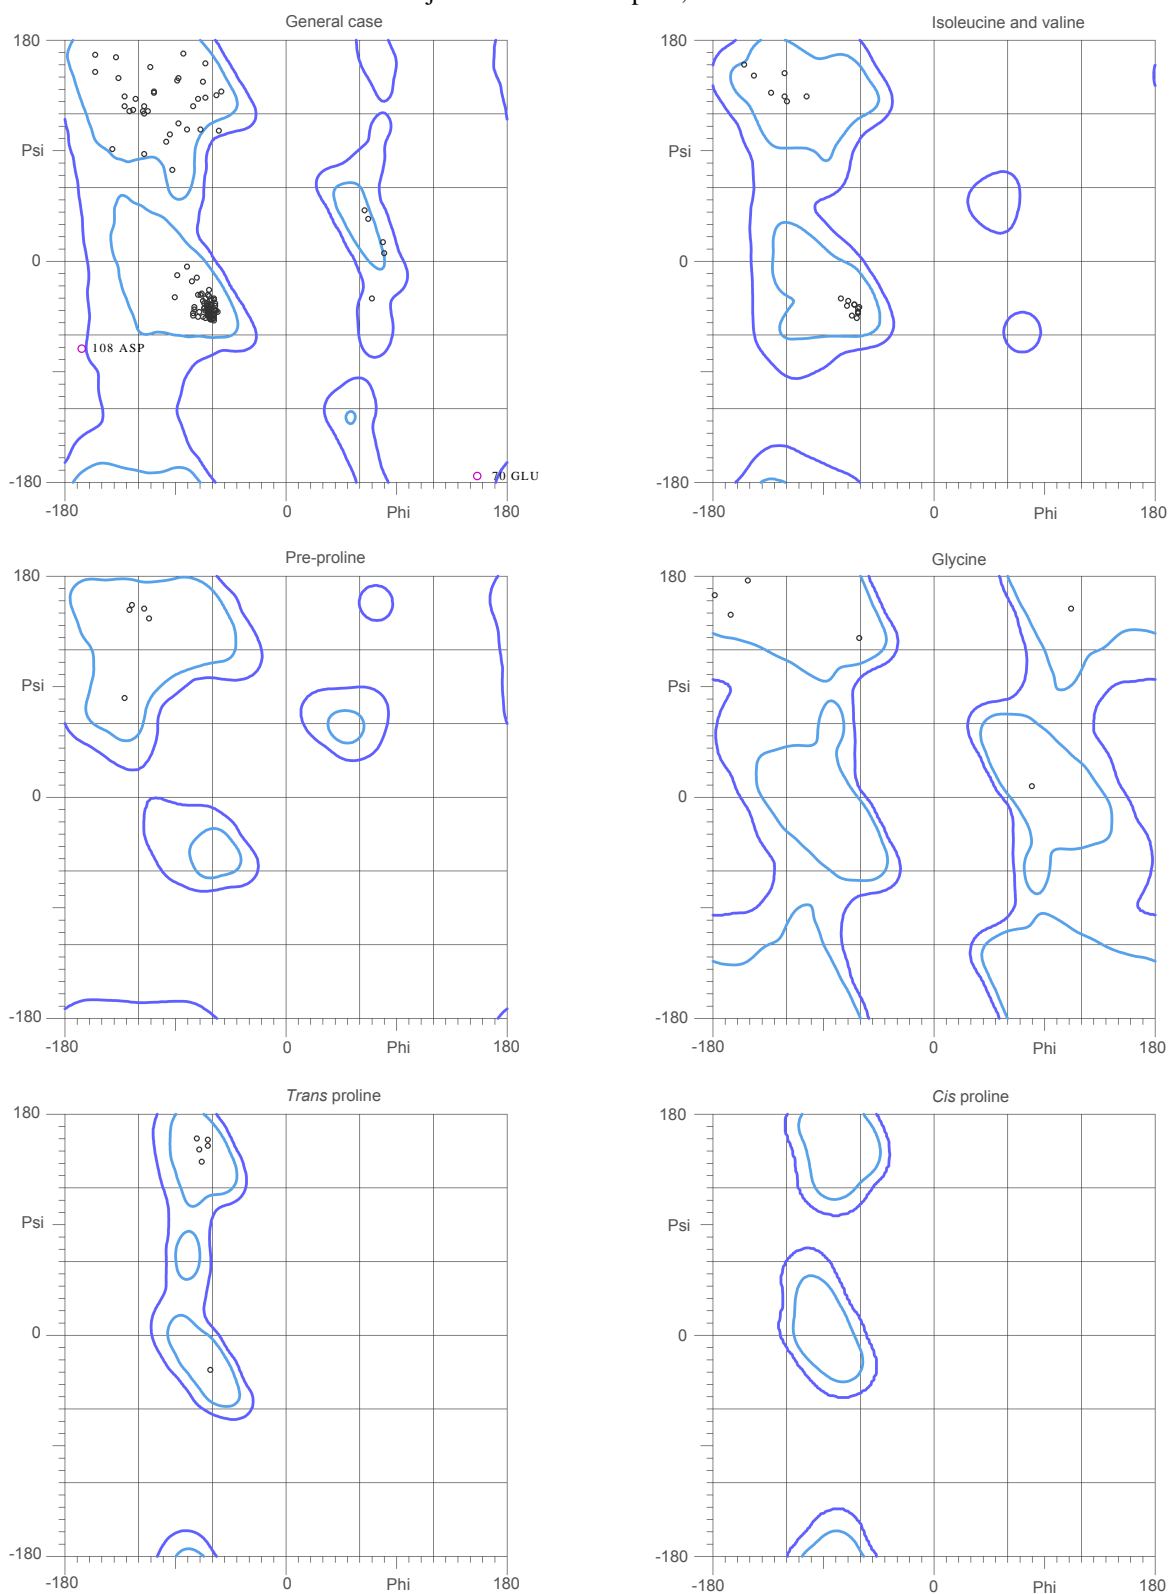 General case
Isoleucine and valine
180
180
Psi
Psi
0
0
108 ASP
70 GLU
-180
-180
-180
0
Phi
180
-180
0
Phi
180
Pre-proline
Glycine
180
180
Psi
Psi
0
0
-180
-180
-180
0
Phi
180
-180
0
Phi
180
Trans proline
Cis proline
180
180
Psi
Psi
0
0
-180
-180
-180
0
Phi
180
-180
0
Phi
180